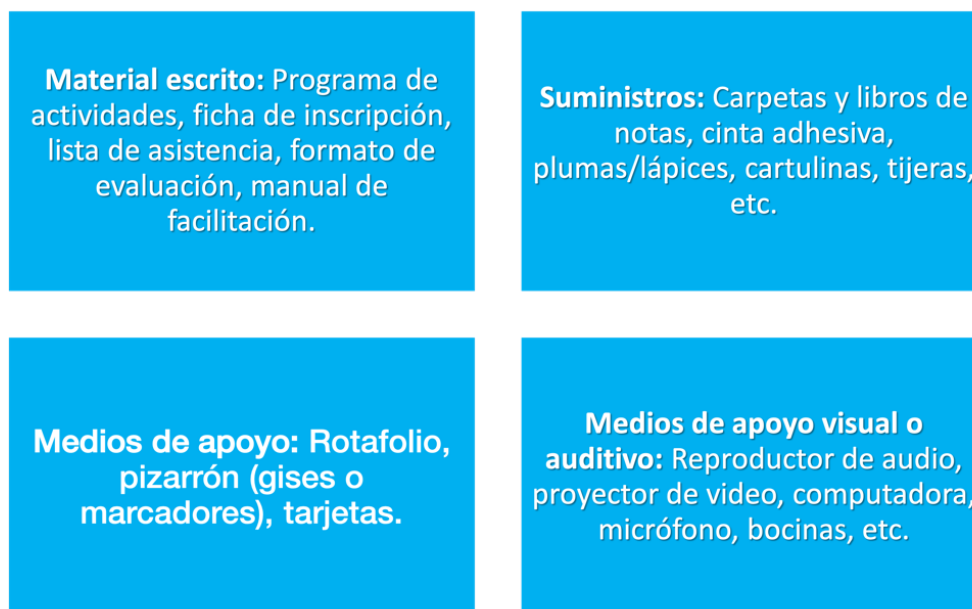 Material escrito: Programa de
actividades, ficha de inscripción,
lista de asistencia, formato de
evaluación, manual de
facilitación.
Suministros: Carpetas y libros de
notas, cinta adhesiva,
plumas/lápices, cartulinas, tijeras,
etc.
Medios de apoyo: Rotafolio,
pizarrón (gises o
marcadores), tarjetas.
Medios de apoyo visual o
auditivo: Reproductor de audio,
proyector de video, computadora,
micrófono, bocinas, etc.